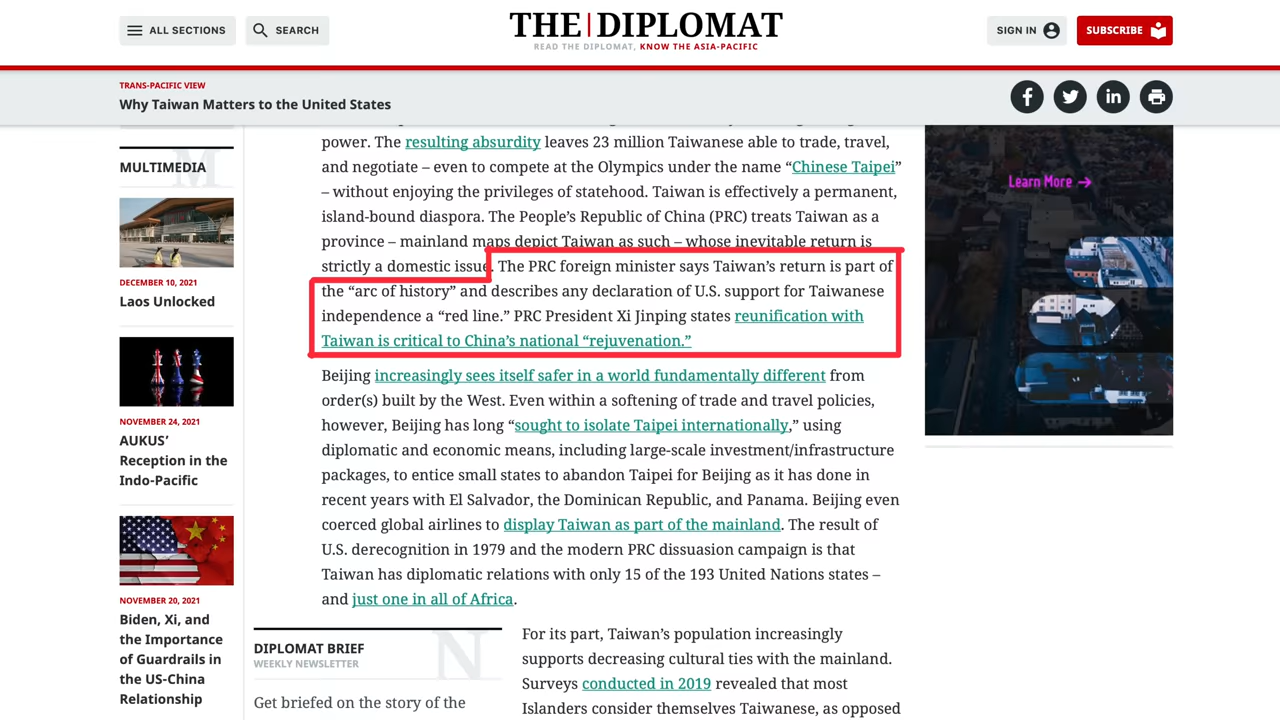 ALL SECTIONS
SEARCH
THE DIPLOMAT
READ THE DIPLOMAT, KNOW THE ASIA-PACIFIC
SIGN IN
SUBSCRIBE
TRANS-PACIFIC VIEW
Why Taiwan Matters to the United States
MULTIMEDIA
DECEMBER 10, 2021
Laos Unlocked
NOVEMBER 24, 2021
AUKUS’
Reception in the
Indo-Pacific
NOVEMBER 20, 2021
Biden, Xi, and
the Importance
of Guardrails in
the US-China
Relationship
power. The resulting absurdity leaves 23 million Taiwanese able to trade, travel,
and negotiate – even to compete at the Olympics under the name “Chinese Taipei”
– without enjoying the privileges of statehood. Taiwan is effectively a permanent,
island-bound diaspora. The People’s Republic of China (PRC) treats Taiwan as a
province – mainland maps depict Taiwan as such – whose inevitable return is
strictly a domestic issue. The PRC foreign minister says Taiwan’s return is part of
the “arc of history” and describes any declaration of U.S. support for Taiwanese
independence a “red line.” PRC President Xi Jinping states reunification with
Taiwan is critical to China’s national “rejuvenation.”
Beijing increasingly sees itself safer in a world fundamentally different from
order(s) built by the West. Even within a softening of trade and travel policies,
however, Beijing has long “sought to isolate Taipei internationally,” using
diplomatic and economic means, including large-scale investment/infrastructure
packages, to entice small states to abandon Taipei for Beijing as it has done in
recent years with El Salvador, the Dominican Republic, and Panama. Beijing even
coerced global airlines to display Taiwan as part of the mainland. The result of
U.S. derecognition in 1979 and the modern PRC dissuasion campaign is that
Taiwan has diplomatic relations with only 15 of the 193 United Nations states –
and just one in all of Africa.
DIPLOMAT BRIEF
WEEKLY NEWSLETTER
N
Get briefed on the story of the
For its part, Taiwan’s population increasingly
supports decreasing cultural ties with the mainland.
Surveys conducted in 2019 revealed that most
Islanders consider themselves Taiwanese, as opposed
Learn More →